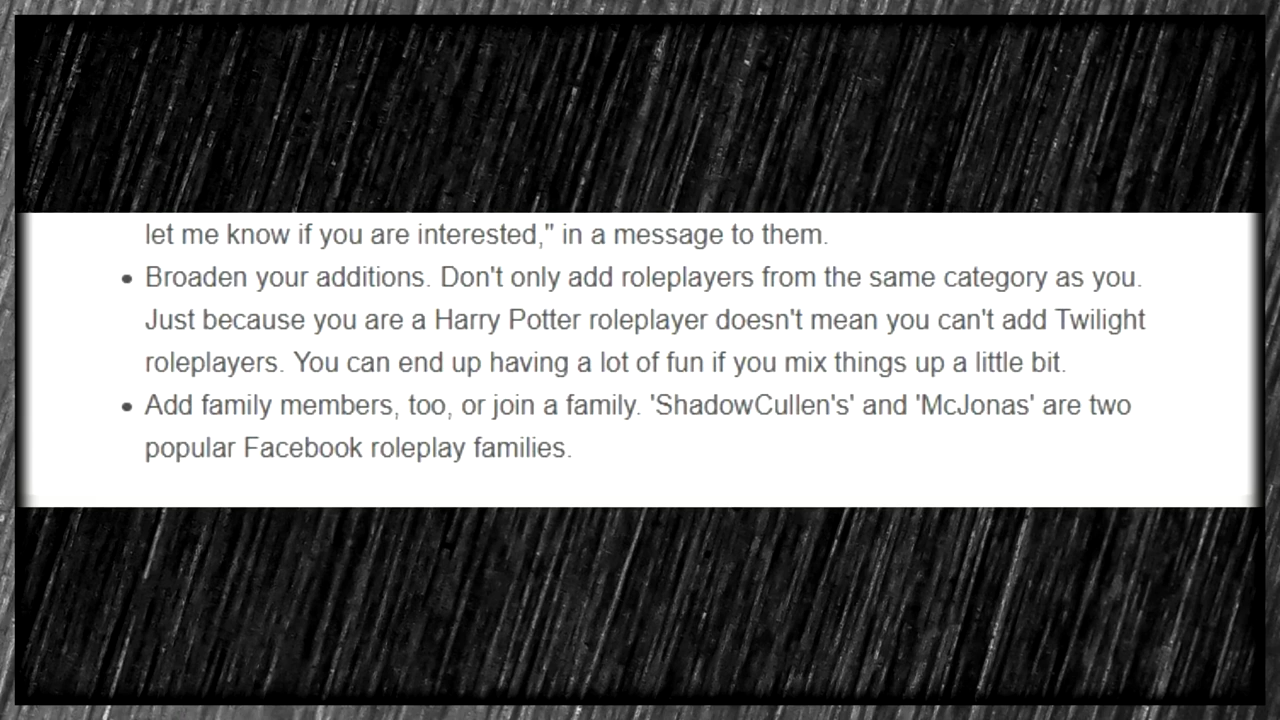 let me know if you are interested," in a message to them.
• Broaden your additions. Don't only add roleplayers from the same category as you.
Just because you are a Harry Potter roleplayer doesn't mean you can't add Twilight
roleplayers. You can end up having a lot of fun if you mix things up a little bit.
• Add family members, too, or join a family. 'ShadowCullen's' and 'McJonas' are two
popular Facebook roleplay families.